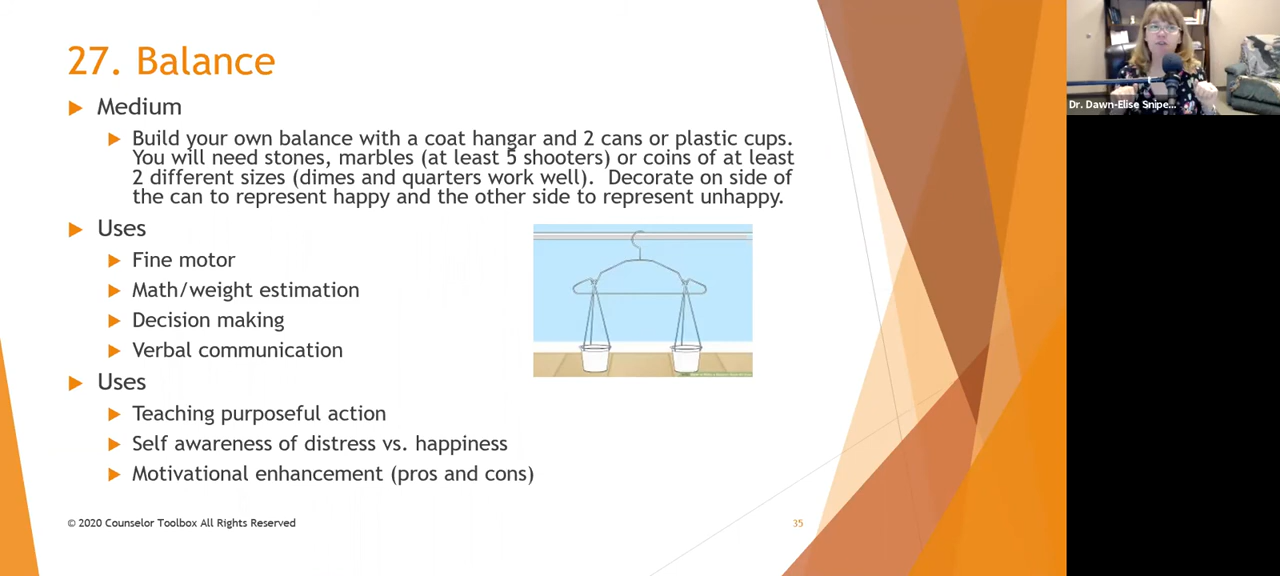 27. Balance
Medium
Build your own balance with a coat hangar and 2 cans or plastic cups.
You will need stones, marbles (at least 5 shooters) or coins of at least
2 different sizes (dimes and quarters work well).  Decorate on side of
the can to represent happy and the other side to represent unhappy.
Uses
Fine motor
Math/weight estimation
Decision making
Verbal communication
Uses
Teaching purposeful action
Self awareness of distress vs. happiness
Motivational enhancement (pros and cons)
© 2020 Counselor Toolbox All Rights Reserved
35
Dr. Dawn-Elise Snipe...